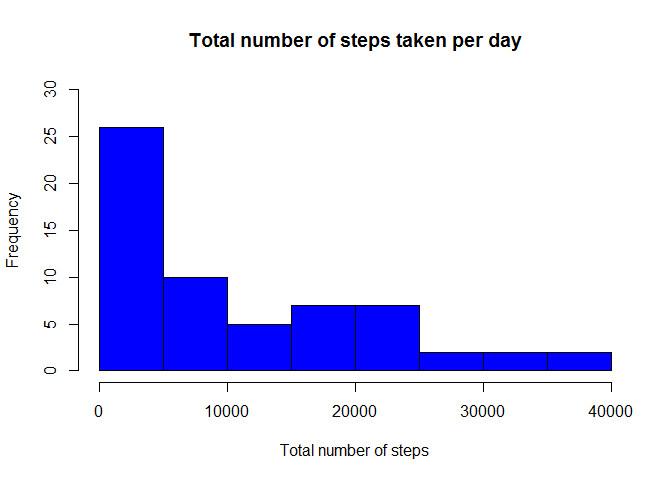 Total number of steps taken per day
Frequency
30
25
20
15
10
5
0
0 10000 20000 30000 40000
Total number of steps